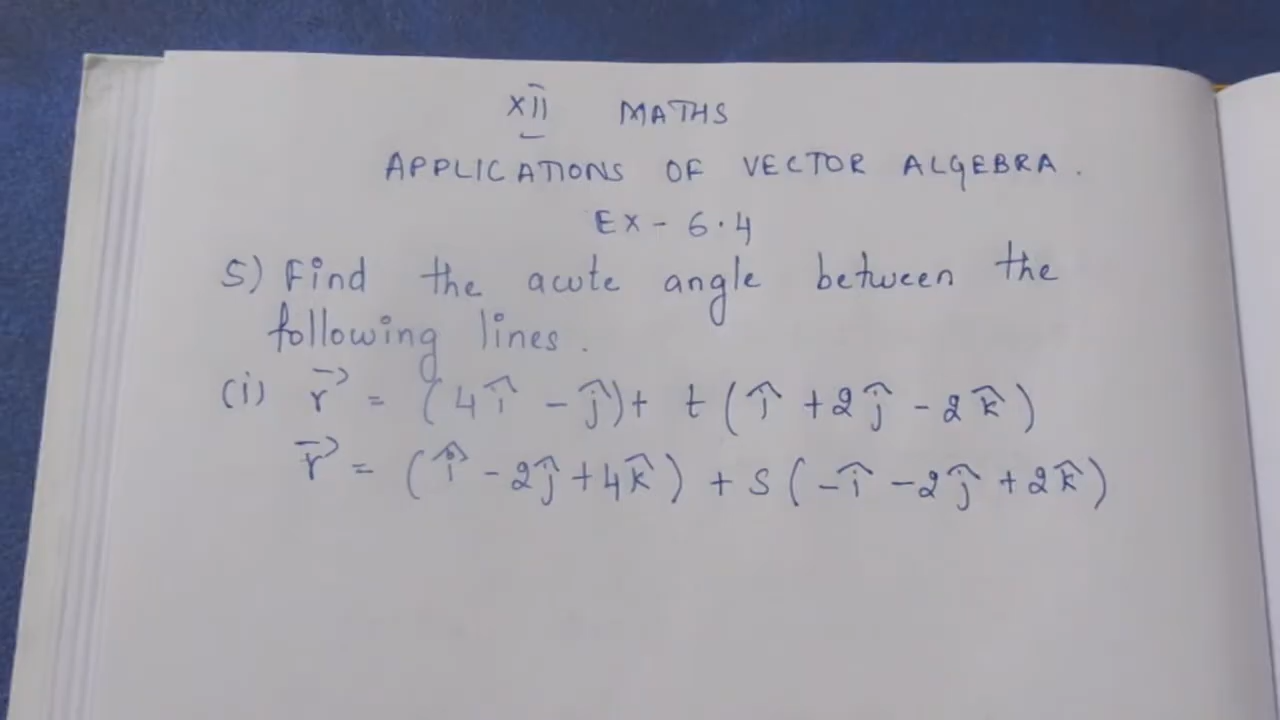 XII MATHS
APPLICATIONS OF VECTOR ALGEBRA.
EX - 6.4
5) Find the acute angle between the
following lines.
(i) r⃗ = (4î - ĵ) + t(î + 2ĵ - 2k̂)
r⃗ = (î - 2ĵ + 4k̂) + s(-î - 2ĵ + 2k̂)